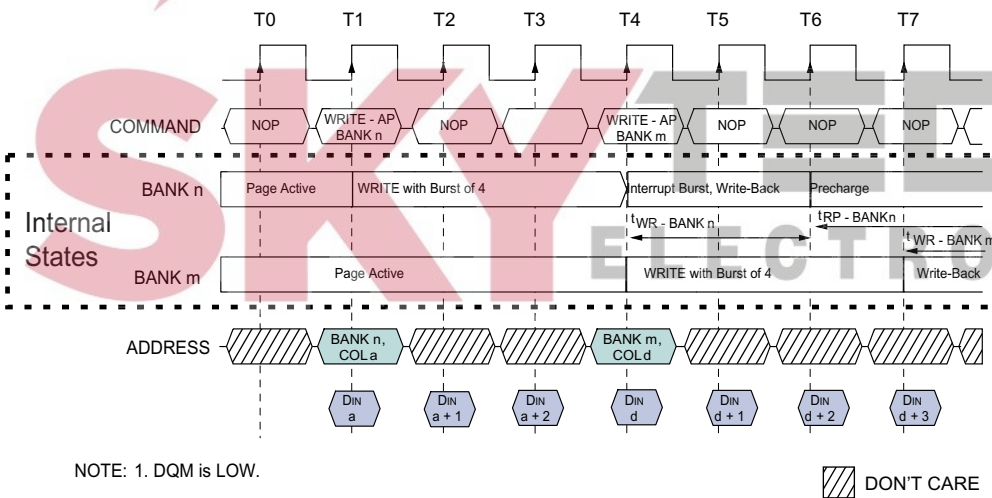 T0 T1 T2 T3 T4 T5 T6 T7
COMMAND NOP WRITE - AP BANK n NOP WRITE - AP BANK m NOP NOP NOP
BANK n Page Active WRITE with Burst of 4 Interrupt Burst, Write-Back Precharge
Internal
States
tWR - BANK n tRP - BANK n
tWR - BANK m
BANK m Page Active WRITE with Burst of 4 Write-Back
ADDRESS BANK n, COL a BANK m, COL d
DIN a DIN a + 1 DIN a + 2 DIN d DIN d + 1 DIN d + 2 DIN d + 3
NOTE: 1. DQM is LOW.
DON'T CARE
SKY TEC
ELECTRO